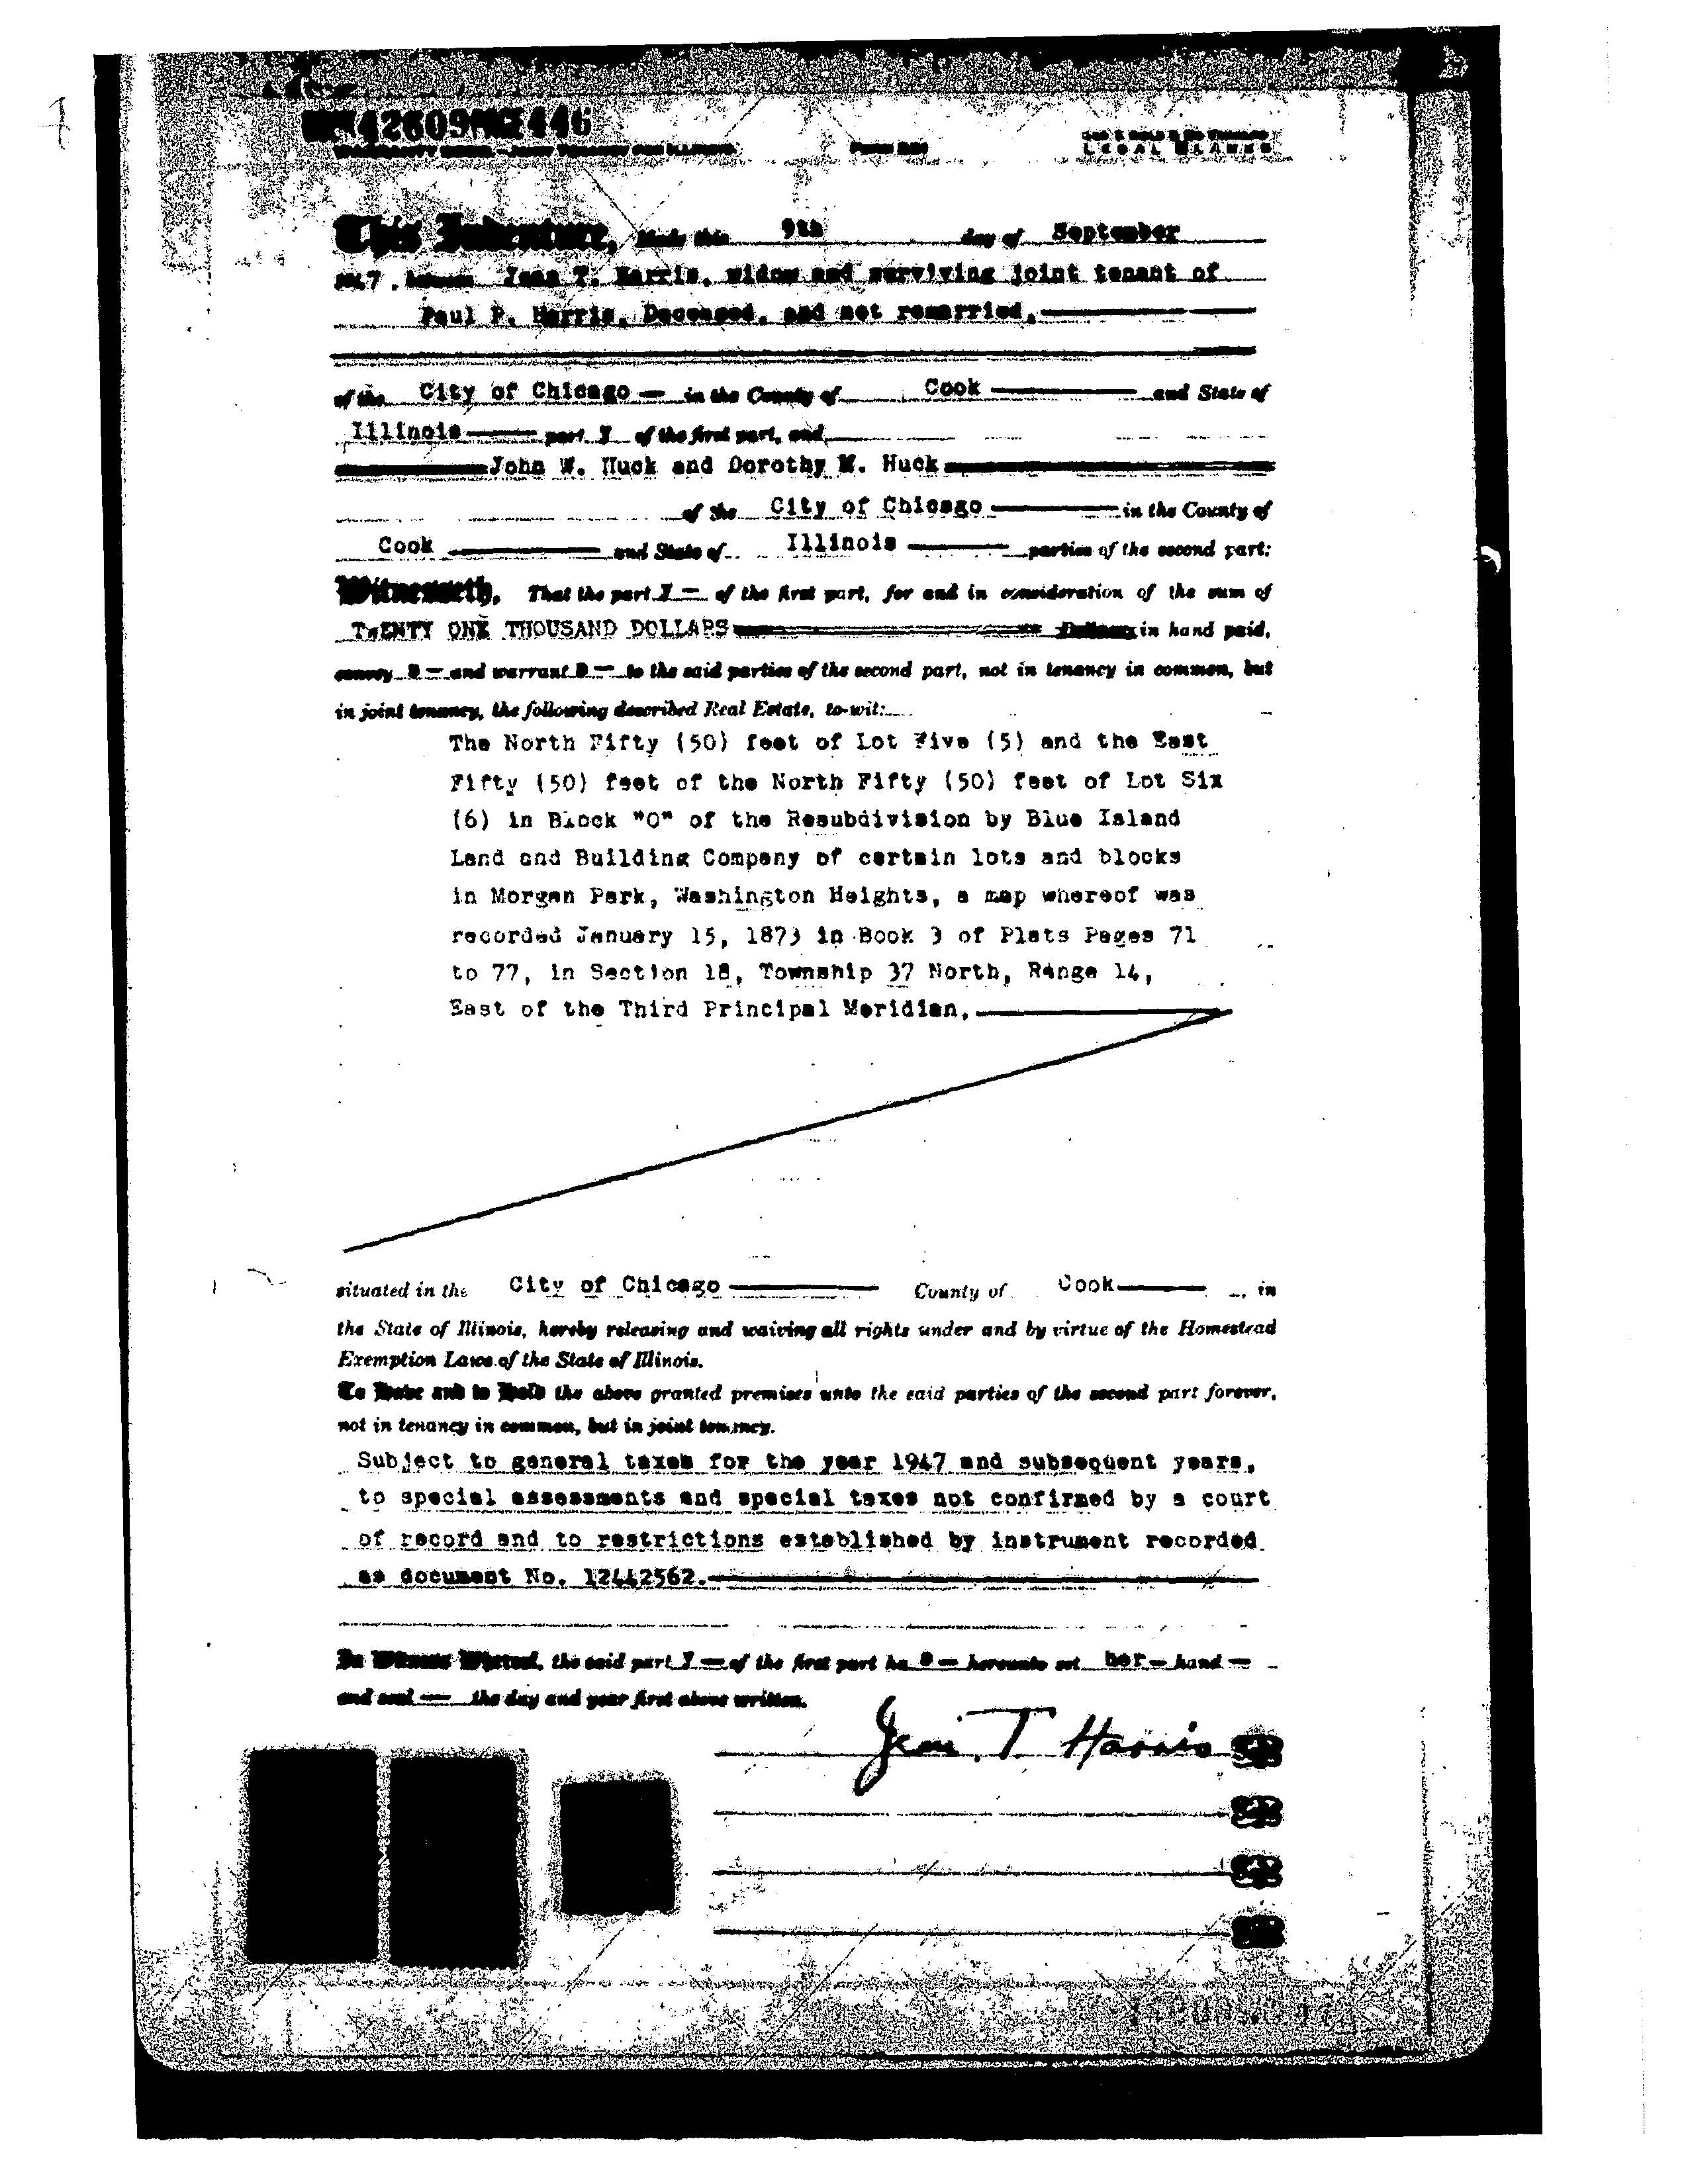 42609 PAGE 446
WARRANTY DEED — JOINT TENANCY FOR ILLINOIS
LEGAL BLANKS
This Indenture, Made this 9th day of September
1947, between Jean T. Harris, widow and surviving joint tenant of
Paul P. Harris, Deceased, and not remarried,
of the City of Chicago — in the County of Cook and State of
Illinois part y of the first part, and
John W. Huck and Dorothy M. Huck
of the City of Chicago in the County of
Cook and State of Illinois parties of the second part:
Witnesseth, That the part y — of the first part, for and in consideration of the sum of
TWENTY ONE THOUSAND DOLLARS Dollars in hand paid,
convey s — and warrant s — to the said parties of the second part, not in tenancy in common, but
in joint tenancy, the following described Real Estate, to-wit:
The North Fifty (50) feet of Lot Five (5) and the East
Fifty (50) feet of the North Fifty (50) feet of Lot Six
(6) in Block "O" of the Resubdivision by Blue Island
Land and Building Company of certain lots and blocks
in Morgan Park, Washington Heights, a map whereof was
recorded January 15, 1873 in Book 3 of Plats Pages 71
to 77, in Section 18, Township 37 North, Range 14,
East of the Third Principal Meridian,
situated in the City of Chicago County of Cook , in
the State of Illinois, hereby releasing and waiving all rights under and by virtue of the Homestead
Exemption Laws of the State of Illinois.
To Have and to Hold the above granted premises unto the said parties of the second part forever,
not in tenancy in common, but in joint tenancy.
Subject to general taxes for the year 1947 and subsequent years,
to special assessments and special taxes not confirmed by a court
of record and to restrictions established by instrument recorded
as document No. 12442562.
In Witness Whereof, the said part y — of the first part ha s — hereunto set her — hand —
and seal — the day and year first above written.
Jean T. Harris